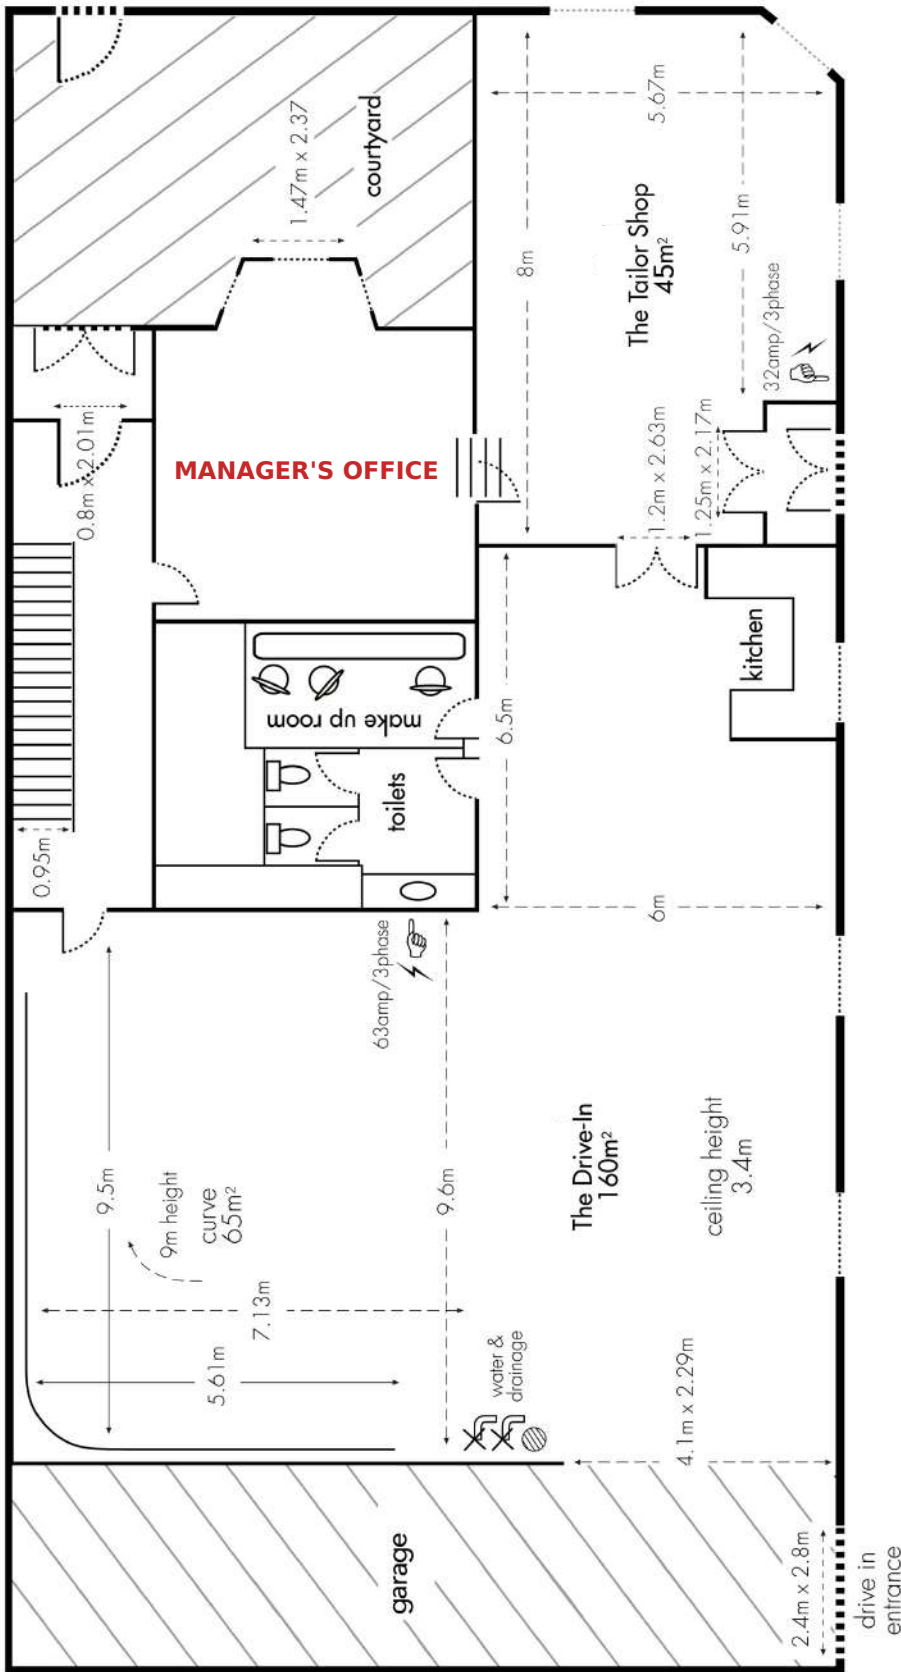 1.47m x 2.37
courtyard
5.67m
8m
The Tailor Shop
45m²
5.91m
32amp/3phase
0.8m x 2.01m
MANAGER'S OFFICE
1.2m x 2.63m
1.25m x 2.17m
kitchen
make up room
6.5m
toilets
0.95m
6m
63amp/3phase
9.5m
9m height
curve
65m²
9.6m
The Drive-In
160m²
ceiling height
3.4m
7.13m
5.61m
water &
drainage
4.1m x 2.29m
garage
2.4m x 2.8m
drive in
entrance